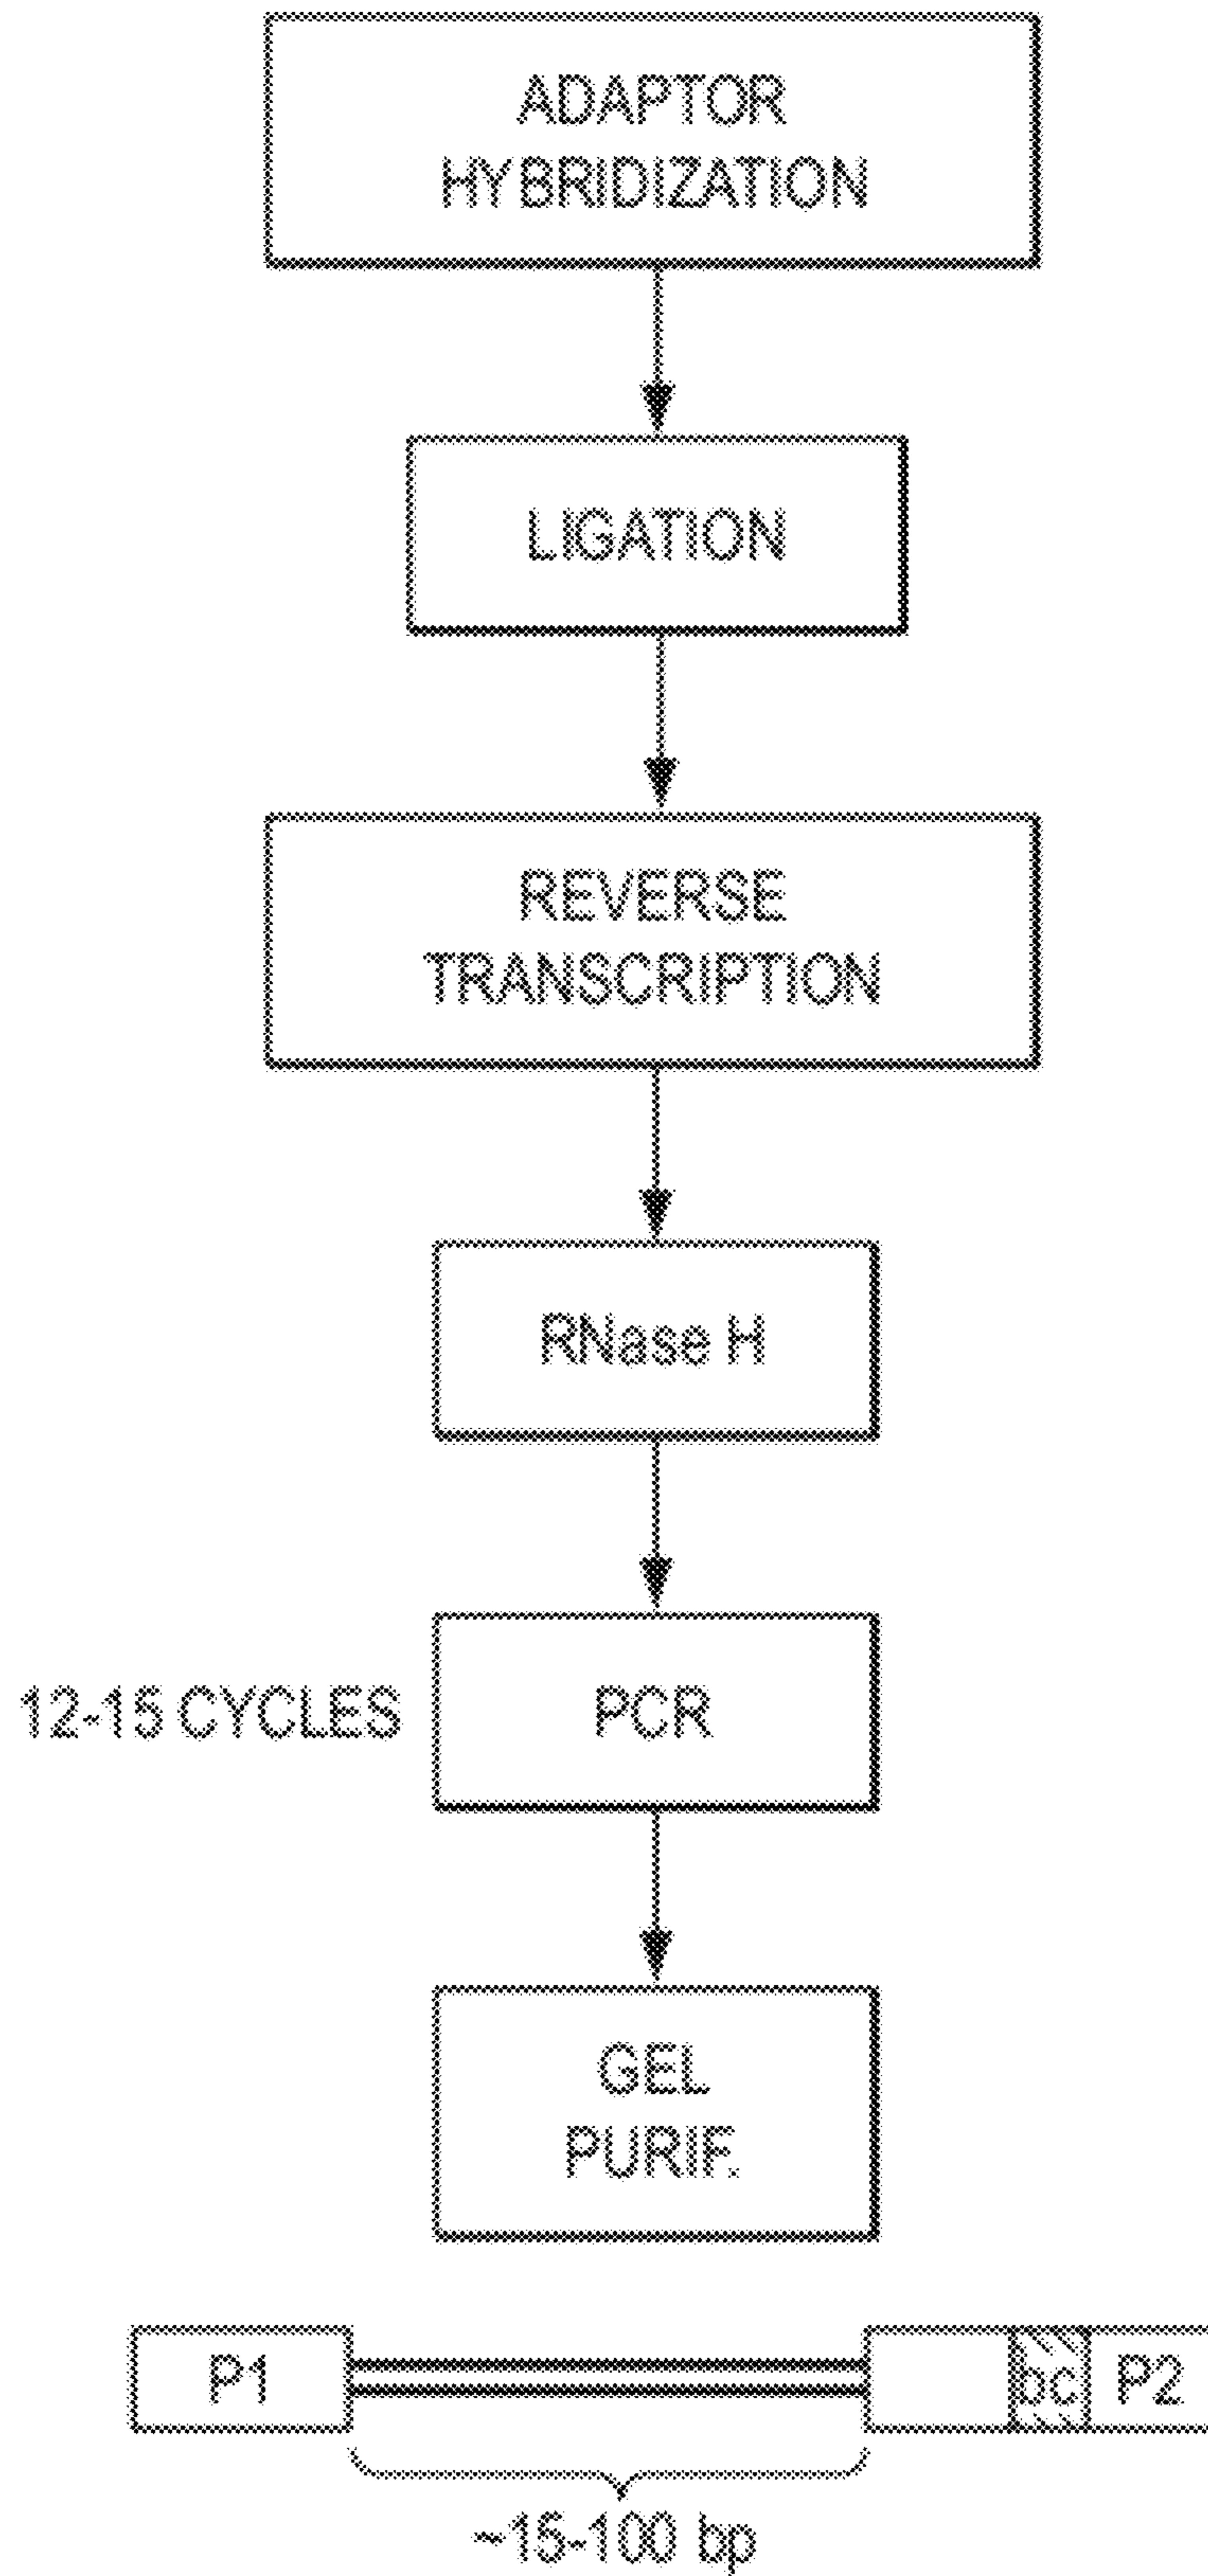 ADAPTOR
HYBRIDIZATION
LIGATION
REVERSE
TRANSCRIPTION
RNase H
12-15 CYCLES
PCR
GEL
PURIF.
P1
bc
P2
~15-100 bp